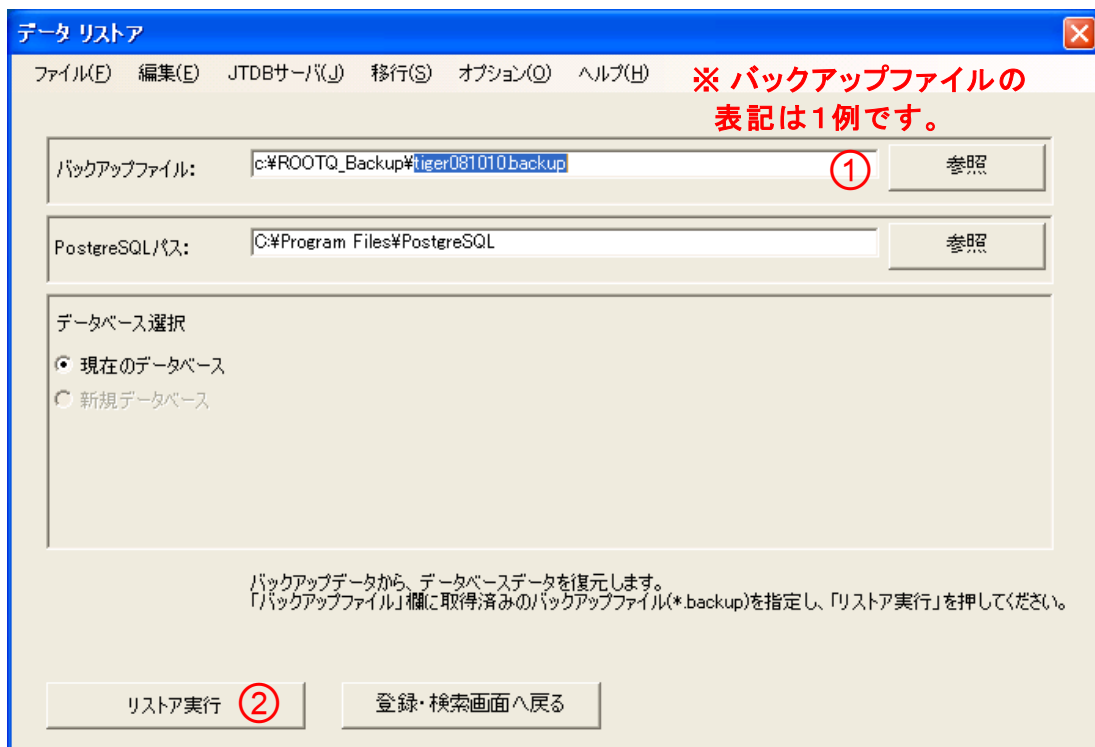 データ リストア
ファイル(F) 編集(E) JTDBサーバ(J) 移行(S) オプション(O) ヘルプ(H)
※ バックアップファイルの
表記は1例です。
バックアップファイル: c:¥ROOTQ_Backup¥tiger081010.backup ① 参照
PostgreSQLパス: C:¥Program Files¥PostgreSQL 参照
データベース選択
現在のデータベース
新規データベース
バックアップデータから、データベースデータを復元します。
「バックアップファイル」欄に取得済みのバックアップファイル(*.backup)を指定し、「リストア実行」を押してください。
リストア実行 ② 登録・検索画面へ戻る